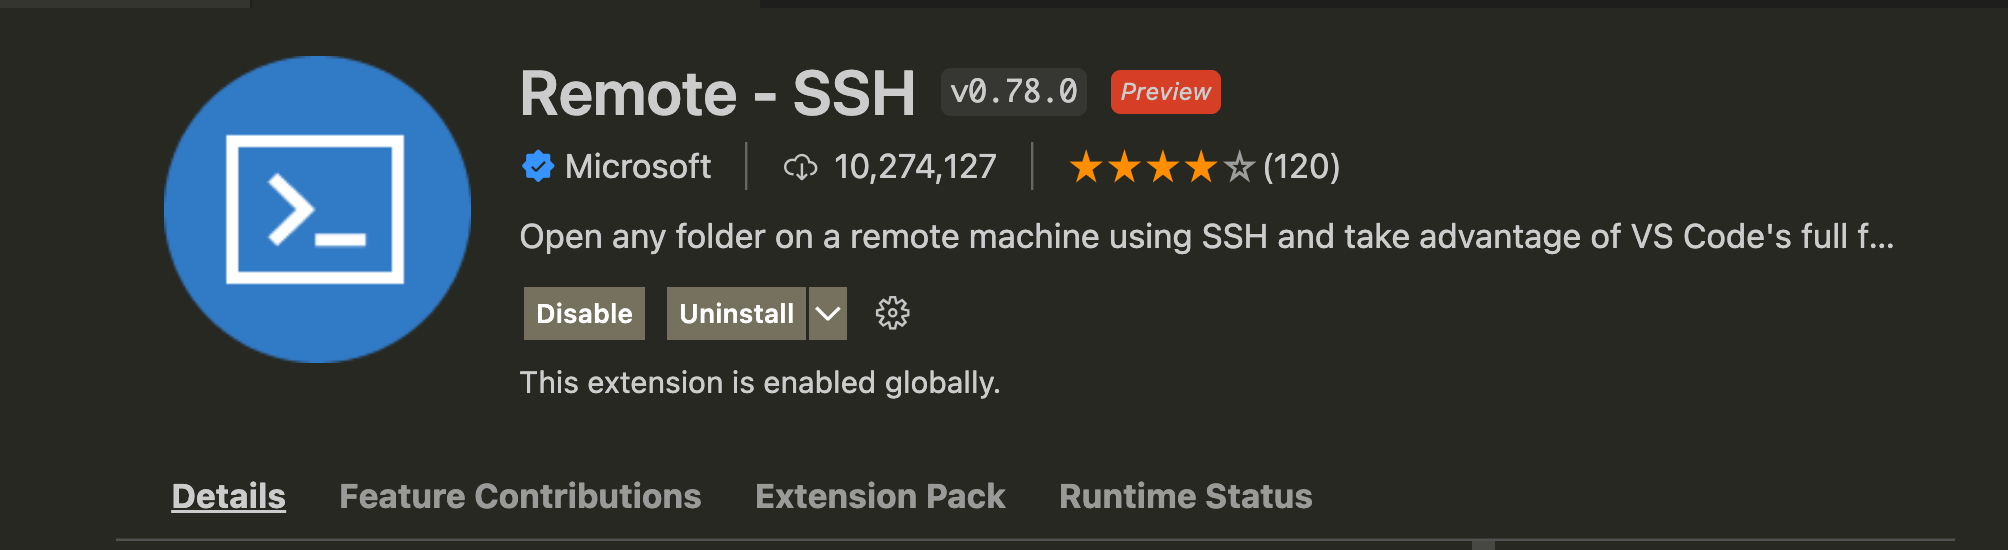 Remote - SSH v0.78.0 Preview
Microsoft 10,274,127 (120)
Open any folder on a remote machine using SSH and take advantage of VS Code's full f...
Disable Uninstall
This extension is enabled globally.
Details Feature Contributions Extension Pack Runtime Status